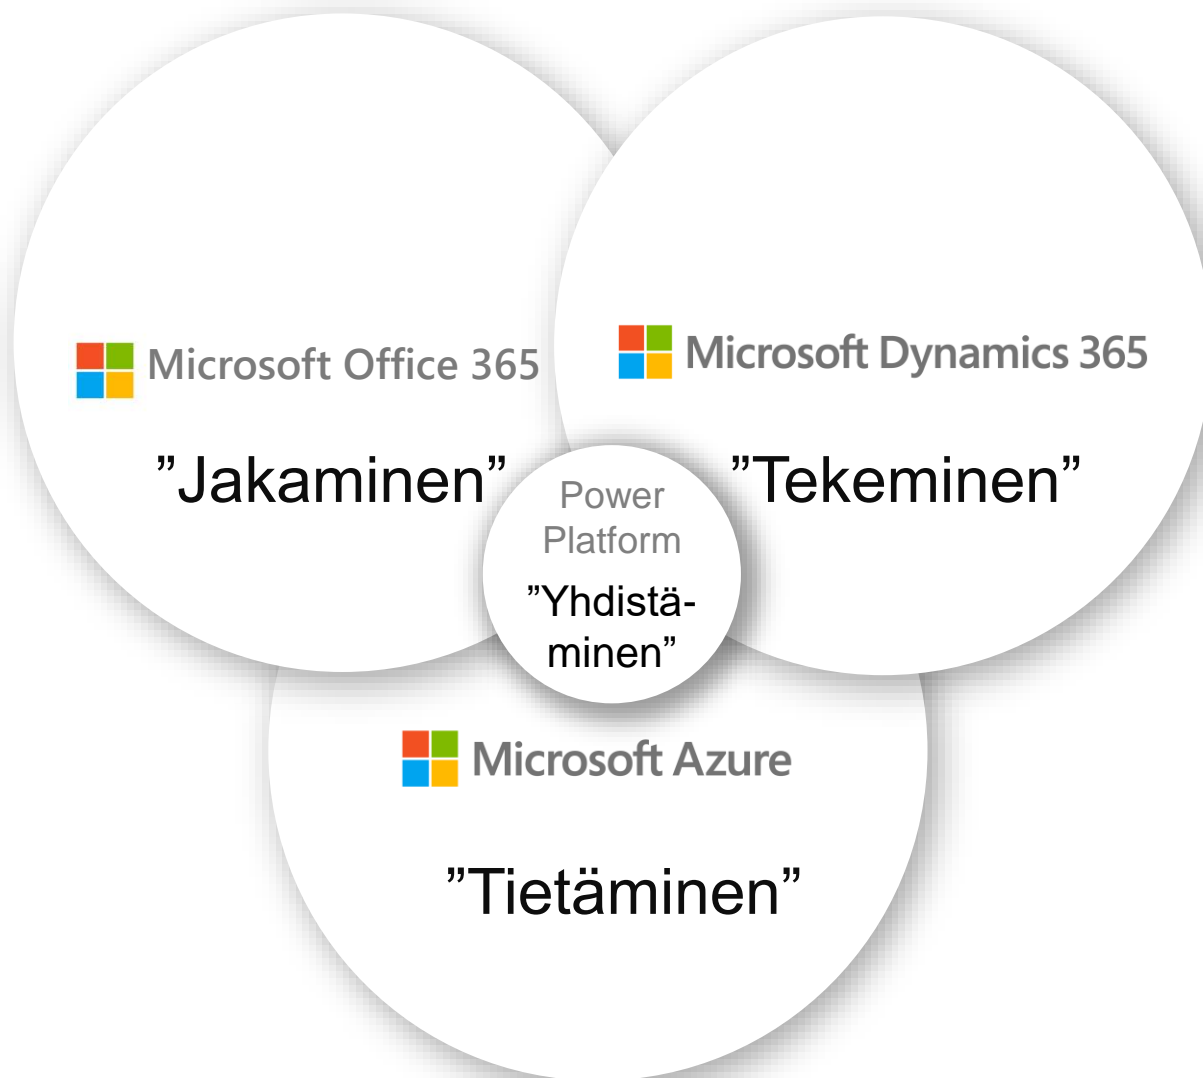 Microsoft Office 365
”Jakaminen”
Microsoft Dynamics 365
”Tekeminen”
Power
Platform
”Yhdistä-
minen”
Microsoft Azure
”Tietäminen”